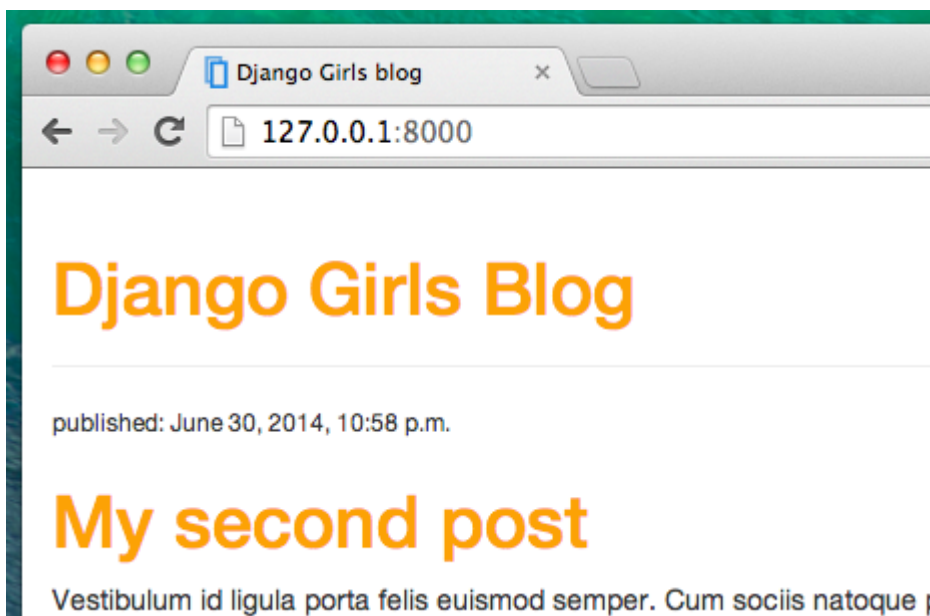 Django Girls blog
127.0.0.1:8000
Django Girls Blog
published: June 30, 2014, 10:58 p.m.
My second post
Vestibulum id ligula porta felis euismod semper. Cum sociis natoque